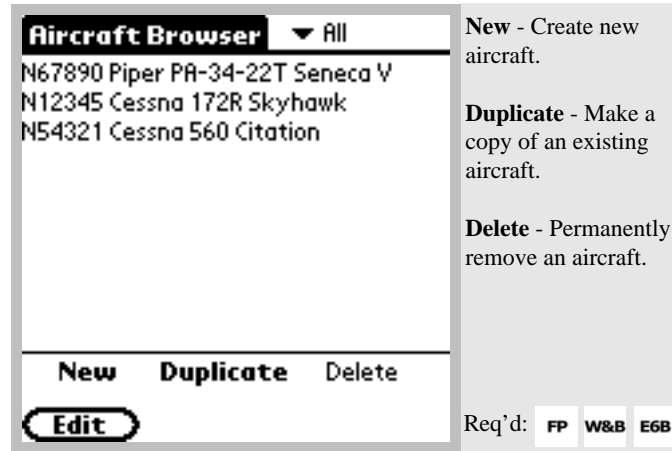 Aircraft Browser All
N67890 Piper PA-34-22T Seneca V
N12345 Cessna 172R Skyhawk
N54321 Cessna 560 Citation
New Duplicate Delete
Edit
New - Create new
aircraft.
Duplicate - Make a
copy of an existing
aircraft.
Delete - Permanently
remove an aircraft.
Req'd: FP W&B E6B